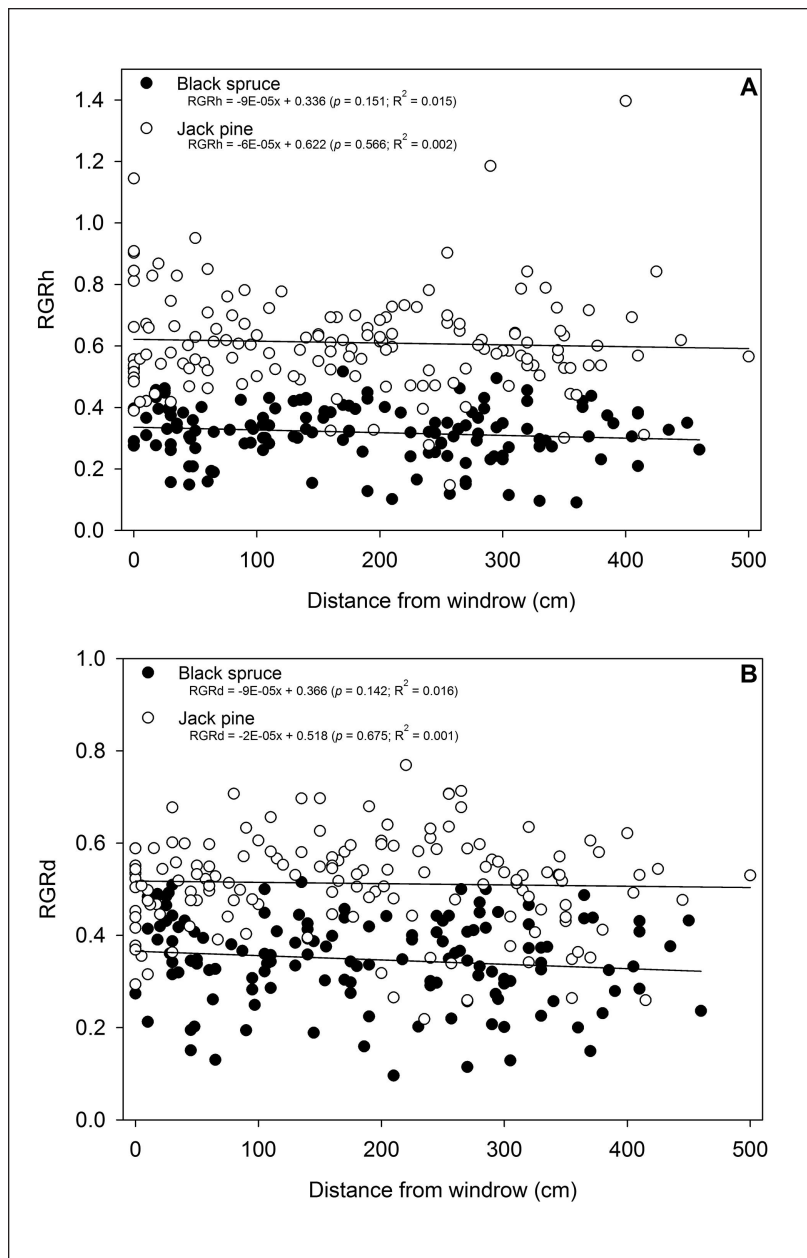 A
Black spruce
RGRh = -9E-05x + 0.336 (p = 0.151; R² = 0.015)
Jack pine
RGRh = -6E-05x + 0.622 (p = 0.566; R² = 0.002)
1.4
1.2
1.0
0.8
0.6
0.4
0.2
0.0
RGRh
0 100 200 300 400 500
Distance from windrow (cm)
B
Black spruce
RGRd = -9E-05x + 0.366 (p = 0.142; R² = 0.016)
Jack pine
RGRd = -2E-05x + 0.518 (p = 0.675; R² = 0.001)
1.0
0.8
0.6
0.4
0.2
0.0
RGRd
0 100 200 300 400 500
Distance from windrow (cm)